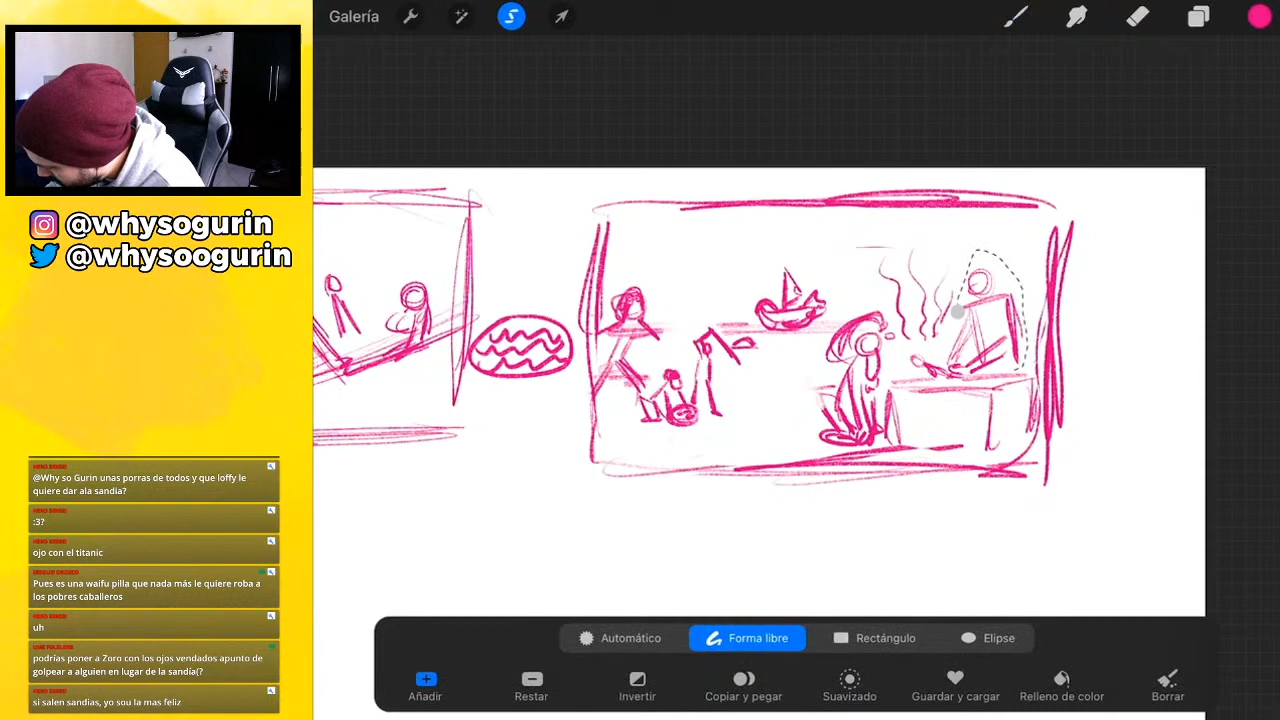 Galería
@whysogurin
@whysoogurin
@Why so Gurin unas porras de todos y que loffy le
quiere dar ala sandia?
:3?
ojo con el titanic
Pues es una waifu pilla que nada más le quiere roba a
los pobres caballeros
uh
podrías poner a Zoro con los ojos vendados apunto de
golpear a alguien en lugar de la sandía(?
si salen sandias, yo sou la mas feliz
Automático
Forma libre
Rectángulo
Elipse
Añadir
Restar
Invertir
Copiar y pegar
Suavizado
Guardar y cargar
Relleno de color
Borrar